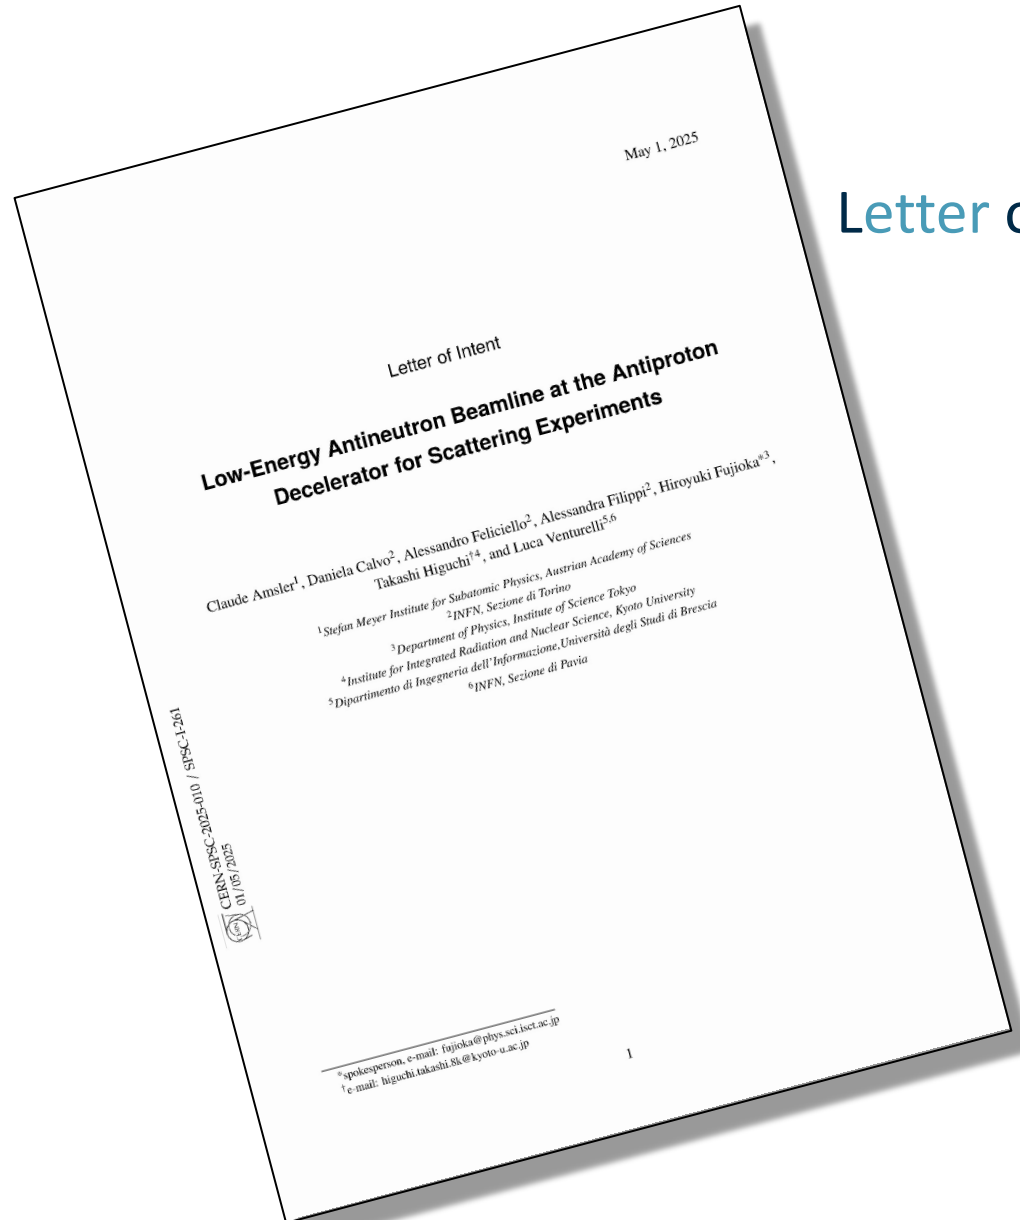 May 1, 2025
Letter o
Letter of Intent
Low-Energy Antineutron Beamline at the Antiproton
Decelerator for Scattering Experiments
Claude Amsler¹, Daniela Calvo², Alessandro Feliciello², Alessandra Filippi², Hiroyuki Fujioka*³,
Takashi Higuchi†⁴, and Luca Venturelli⁵,⁶
¹Stefan Meyer Institute for Subatomic Physics, Austrian Academy of Sciences
²INFN, Sezione di Torino
³Department of Physics, Institute of Science Tokyo
⁴Institute for Integrated Radiation and Nuclear Science, Kyoto University
⁵Dipartimento di Ingegneria dell'Informazione,Università degli Studi di Brescia
⁶INFN, Sezione di Pavia
CERN-SPSC-2025-010 / SPSC-I-261
01/05/2025
*spokesperson, e-mail: fujioka@phys.sci.isct.ac.jp
†e-mail: higuchi.takashi.8k@kyoto-u.ac.jp
1